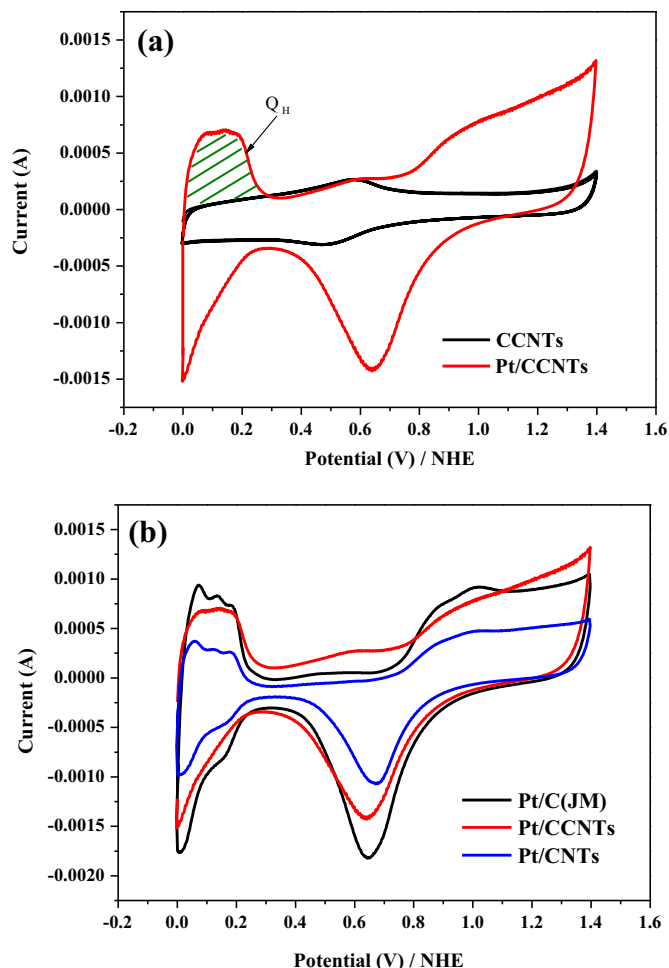 (a)
Q H
0.0015
0.0010
0.0005
0.0000
-0.0005
-0.0010
-0.0015
Current (A)
CCNTs
Pt/CCNTs
-0.2 0.0 0.2 0.4 0.6 0.8 1.0 1.2 1.4 1.6
Potential (V) / NHE
(b)
0.0015
0.0010
0.0005
0.0000
-0.0005
-0.0010
-0.0015
-0.0020
Current (A)
Pt/C(JM)
Pt/CCNTs
Pt/CNTs
-0.2 0.0 0.2 0.4 0.6 0.8 1.0 1.2 1.4 1.6
Potential (V) / NHE